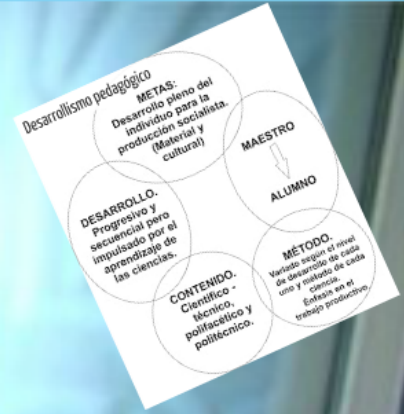 Desarrollismo pedagógico
METAS:
Desarrollo pleno del
individuo para la
producción socialista.
(Material y
cultural)
MAESTRO
ALUMNO
DESARROLLO.
Progresivo y
secuencial pero
impulsado por el
aprendizaje de
las ciencias.
MÉTODO.
Variado según el nivel
de desarrollo de cada
uno y método de cada
ciencia.
Énfasis en el
trabajo productivo.
CONTENIDO.
Científico -
técnico,
polifacético y
politécnico.